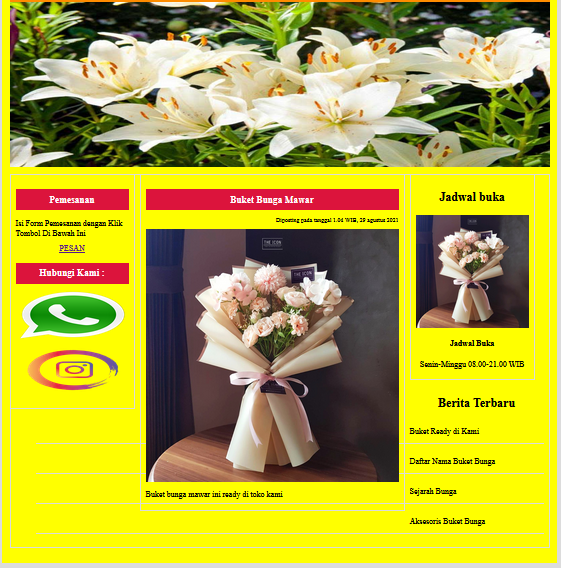 Pemesanan
Isi Form Pemesanan dengan Klik
Tombol Di Bawah Ini
PESAN
Hubungi Kami :
Buket Bunga Mawar
Diposting pada tanggal 1.04 WIB, 29 agustus 2021
THE ICON
THE ICON
Buket bunga mawar ini ready di toko kami
Jadwal buka
Jadwal Buka
Senin-Minggu 08.00-21.00 WIB
Berita Terbaru
Buket Ready di Kami
Daftar Nama Buket Bunga
Sejarah Bunga
Aksesoris Buket Bunga